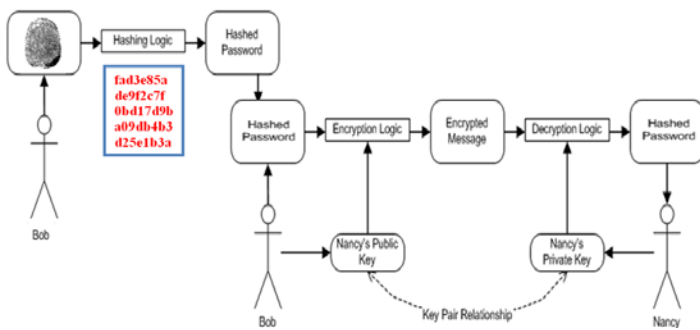 Hashing Logic
Hashed
Password
fad3e85a
de9f2c7f
0bd17d9b
a09db4b3
d25e1b3a
Bob
Hashed
Password
Encryption Logic
Encrypted
Message
Decryption Logic
Hashed
Password
Nancy's Public
Key
Nancy's
Private Key
Key Pair Relationship
Bob
Nancy